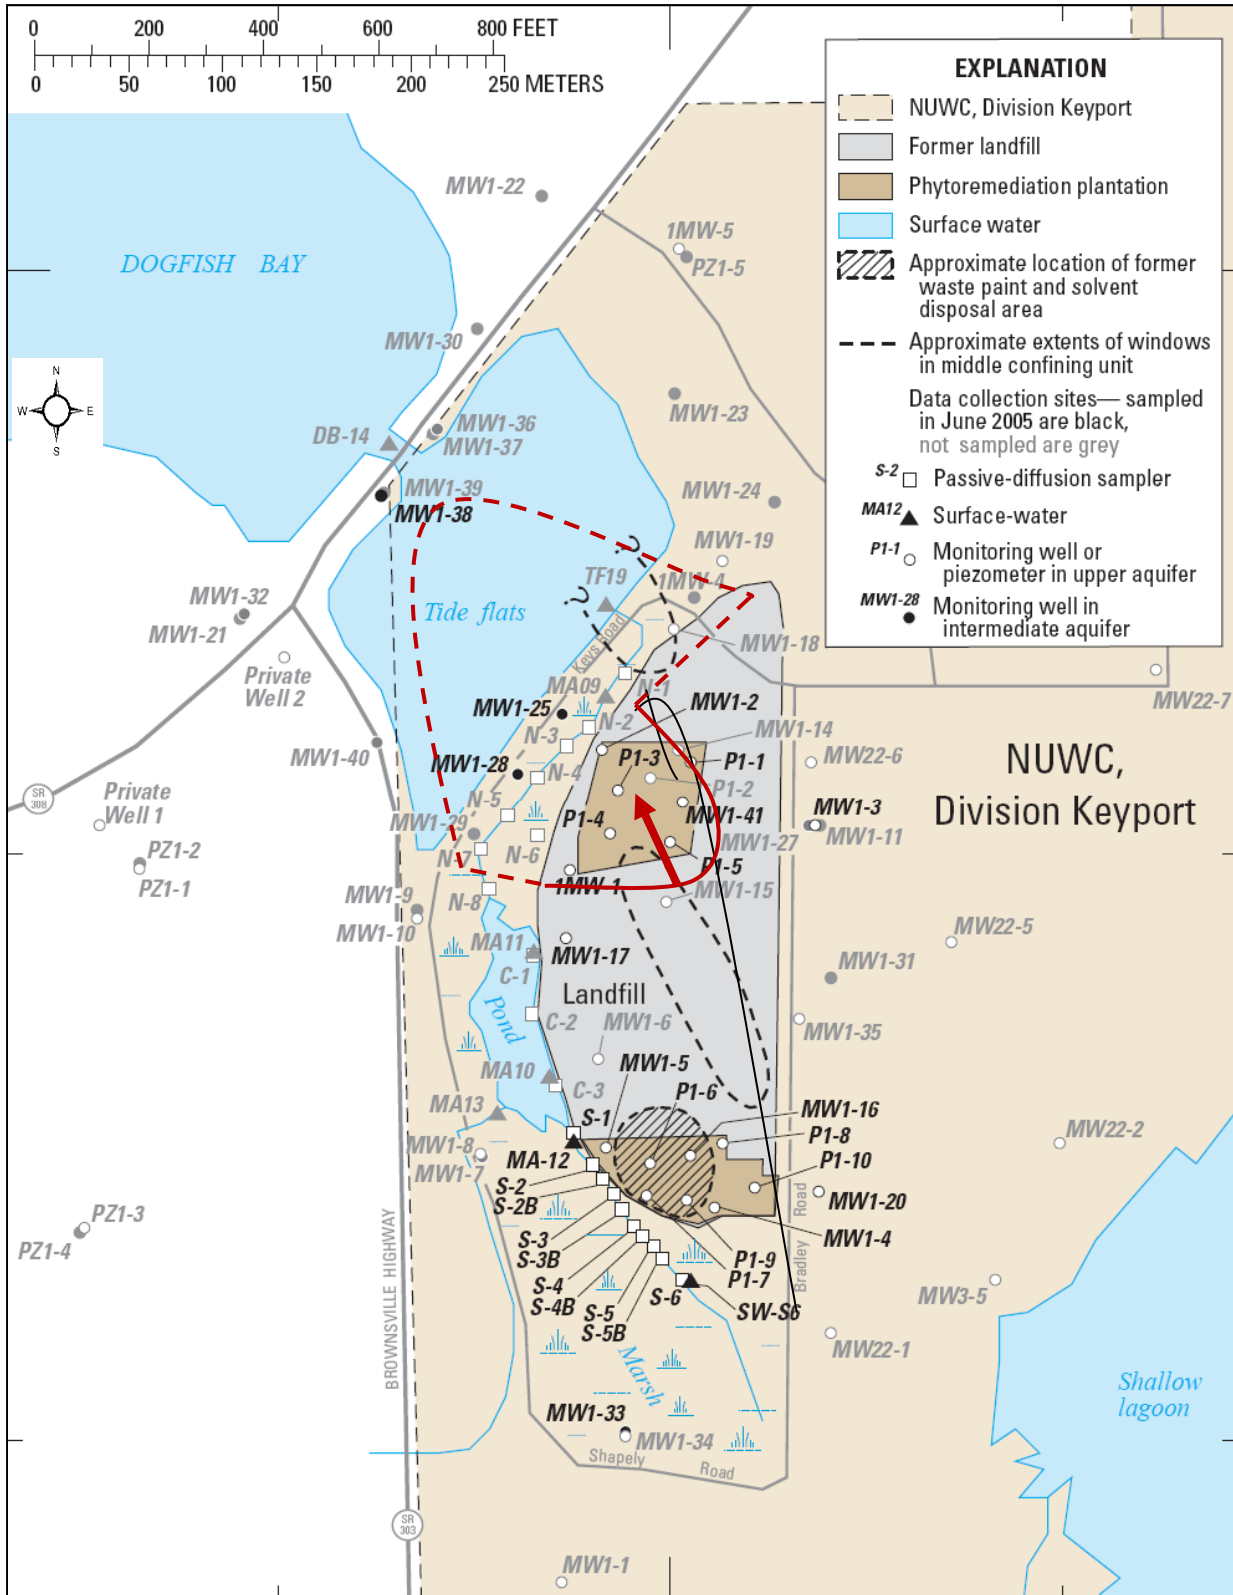 0 200 400 600 800 FEET
0 50 100 150 200 250 METERS
EXPLANATION
NUWC, Division Keyport
Former landfill
Phytoremediation plantation
Surface water
Approximate location of former
waste paint and solvent
disposal area
Approximate extents of windows
in middle confining unit
Data collection sites— sampled
in June 2005 are black,
not sampled are grey
S-2 Passive-diffusion sampler
MA12 Surface-water
P1-1 Monitoring well or
piezometer in upper aquifer
MW1-28 Monitoring well in
intermediate aquifer
MW1-22
1MW-5
PZ1-5
DOGFISH BAY
MW1-30
N
W E
S
MW1-23
MW1-36
DB-14
MW1-37
MW1-39
MW1-24
MW1-38
?
MW1-19
TF19
1MW-4
?
MW1-32
MW1-21
Tide flats
Keys Road
MW1-18
Private
Well 2
MA09
N-1
MW1-2
MW22-7
MW1-25
N-2
MW1-14
N-3
MW1-40
MW22-6
NUWC,
Division Keyport
P1-3
P1-1
MW1-28
N-4
P1-2
SR
308
Private
Well 1
N-5
MW1-3
MW1-29
P1-4
MW1-41
MW1-11
MW1-27
PZ1-2
N-7
N-6
P1-5
PZ1-1
1MW-1
MW1-15
MW1-9
N-8
MW1-10
MW22-5
MA11
MW1-17
C-1
MW1-31
Landfill
Pond
C-2
MW1-6
MW1-35
MW1-5
MA10
C-3
P1-6
MA13
S-1
MW1-16
P1-8
MW22-2
MW1-8
MA-12
P1-10
MW1-7
S-2
S-2B
MW1-20
PZ1-3
PZ1-4
S-3
S-3B
MW1-4
P1-9
P1-7
S-4
S-4B
S-6
SW-S6
MW3-5
S-5
S-5B
BROWNSVILLE HIGHWAY
Bradley Road
MW22-1
Marsh
Shallow
lagoon
MW1-33
MW1-34
Shapely Road
SR
303
MW1-1